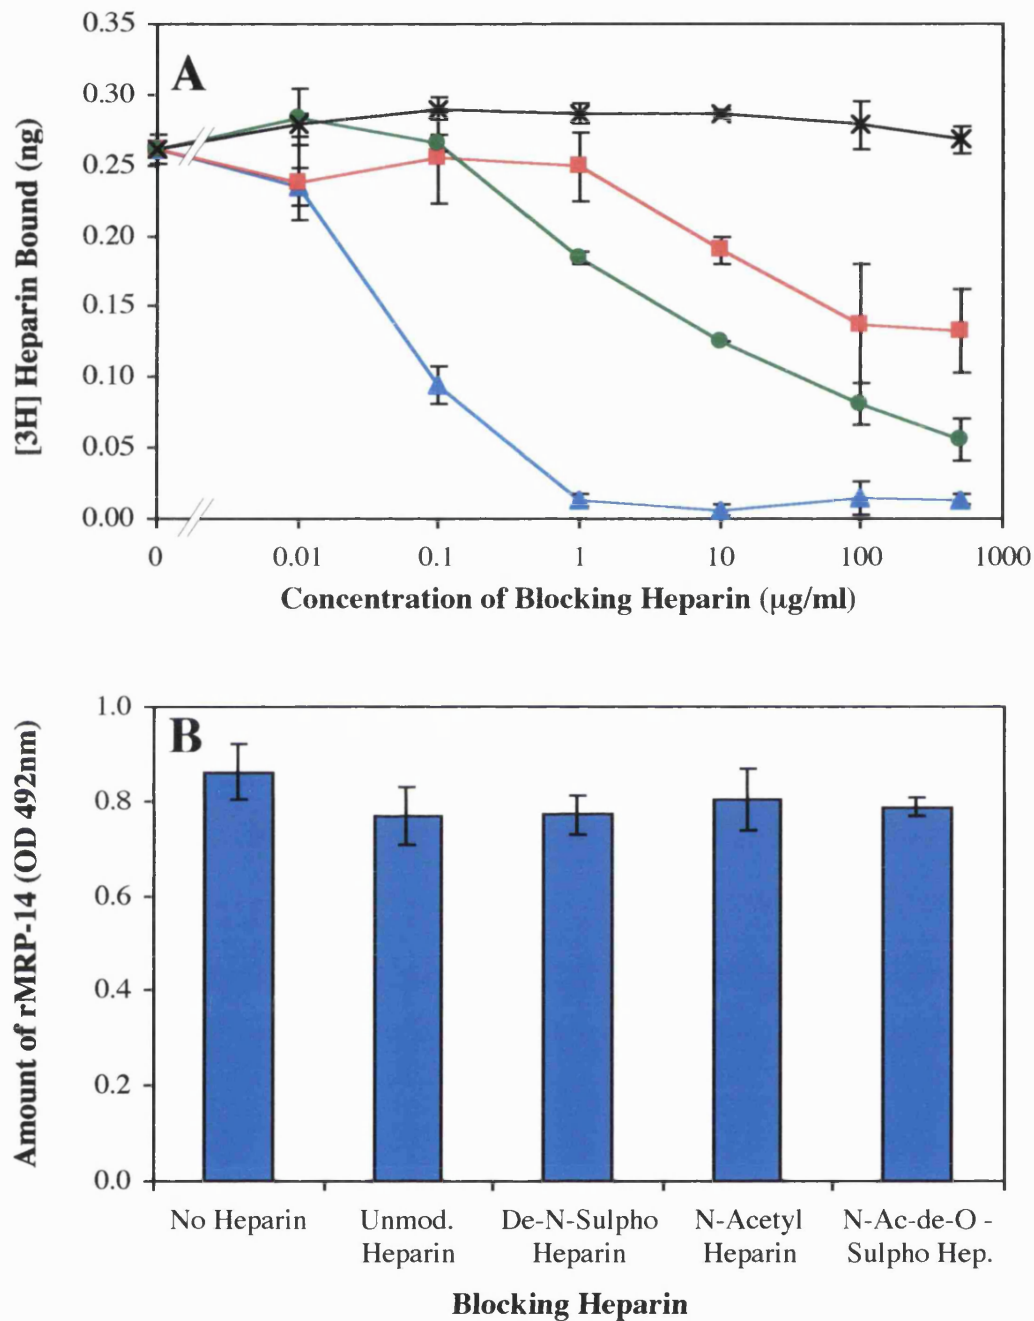 A
[3H] Heparin Bound (ng)
0.35
0.30
0.25
0.20
0.15
0.10
0.05
0.00
0 0.01 0.1 1 10 100 1000
Concentration of Blocking Heparin (µg/ml)
B
Amount of rMRP-14 (OD 492nm)
1.0
0.8
0.6
0.4
0.2
0.0
No Heparin Unmod. De-N-Sulpho N-Acetyl N-Ac-de-O -
Heparin Heparin Heparin Sulpho Hep.
Blocking Heparin